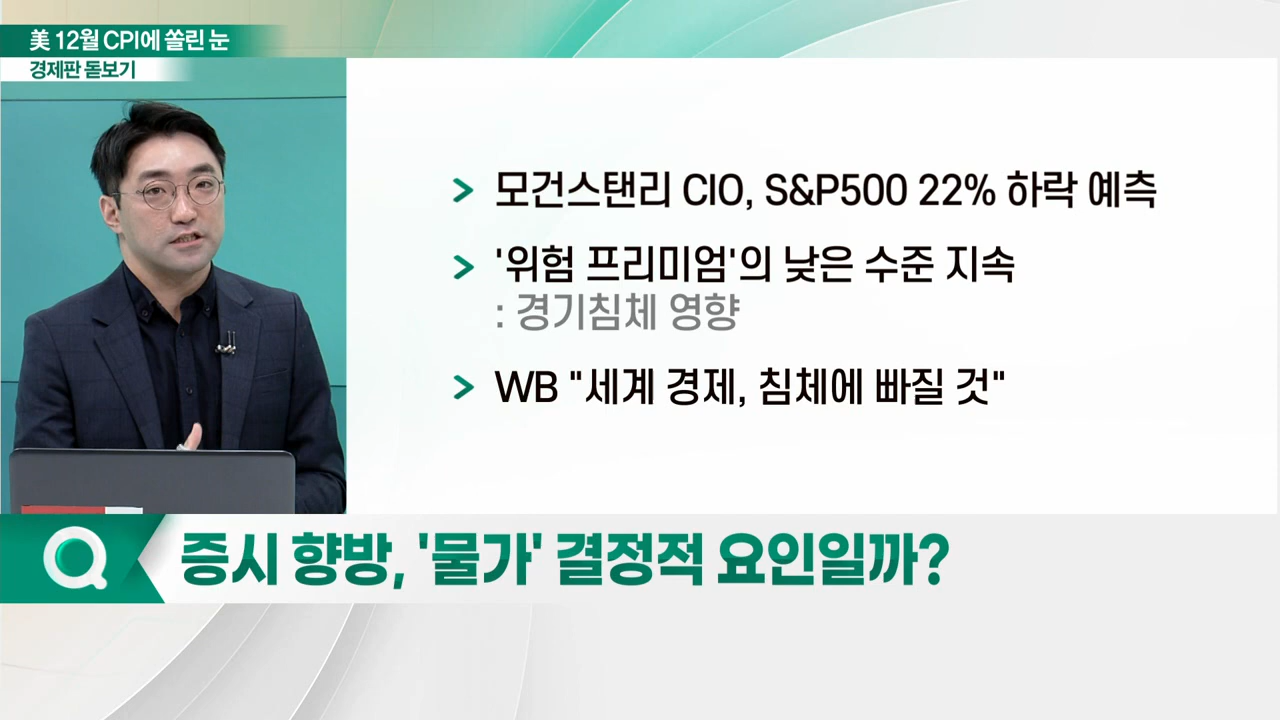 美 12월 CPI에 쏠린 눈
경제판 돋보기
> 모건스탠리 CIO, S&P500 22% 하락 예측
> '위험 프리미엄'의 낮은 수준 지속
: 경기침체 영향
> WB "세계 경제, 침체에 빠질 것"
Q 증시 향방, '물가' 결정적 요인일까?